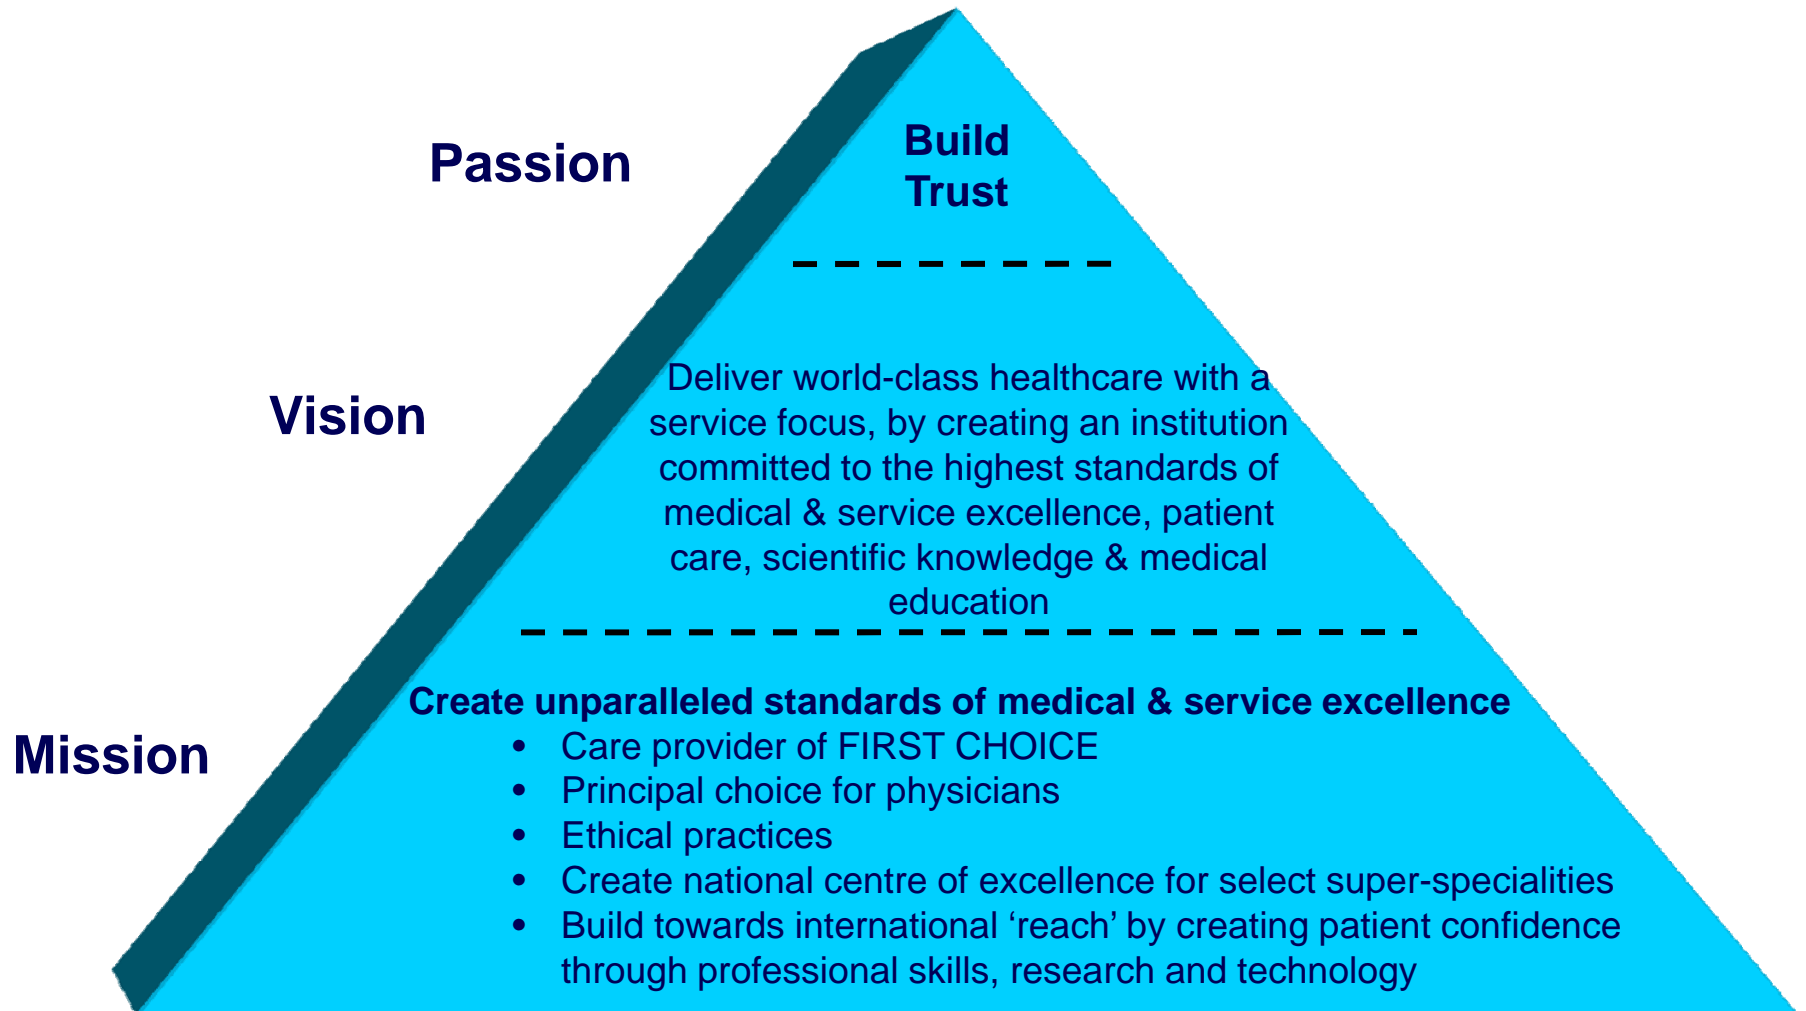 Passion
Build
Trust
Vision
Deliver world-class healthcare with a
service focus, by creating an institution
committed to the highest standards of
medical & service excellence, patient
care, scientific knowledge & medical
education
Mission
Create unparalleled standards of medical & service excellence
• Care provider of FIRST CHOICE
• Principal choice for physicians
• Ethical practices
• Create national centre of excellence for select super-specialities
• Build towards international ‘reach’ by creating patient confidence
through professional skills, research and technology